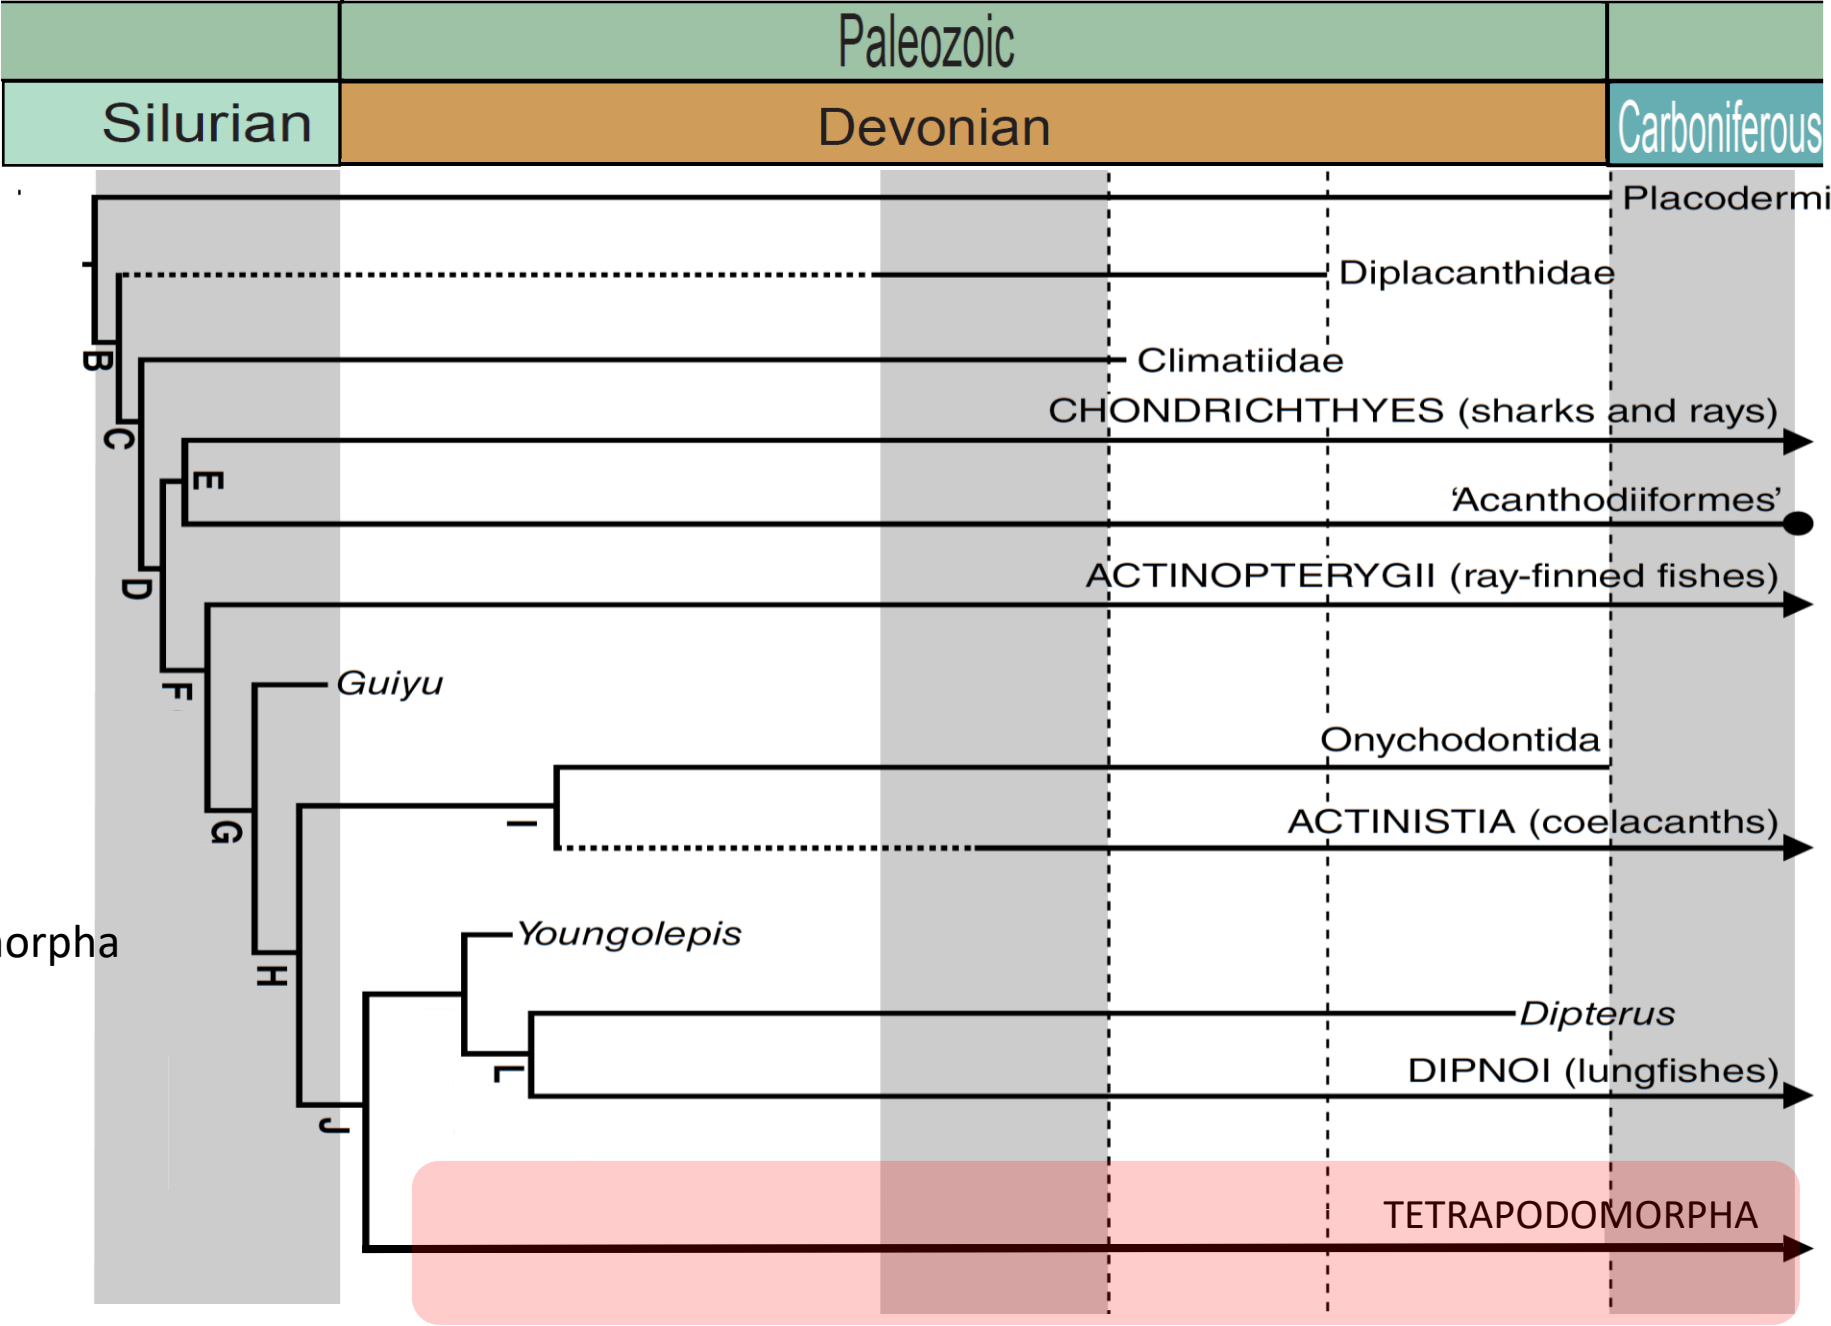 Paleozoic
Silurian
Devonian
Carboniferous
Placodermi
Diplacanthidae
B
Climatiidae
CHONDRICHTHYES (sharks and rays)
C
E
‘Acanthodiiformes’
D
ACTINOPTERYGII (ray-finned fishes)
F
Guiyu
Onychodontida
G
I
ACTINISTIA (coelacanths)
Youngolepis
orpha
H
Dipterus
L
DIPNOI (lungfishes)
J
TETRAPODOMORPHA